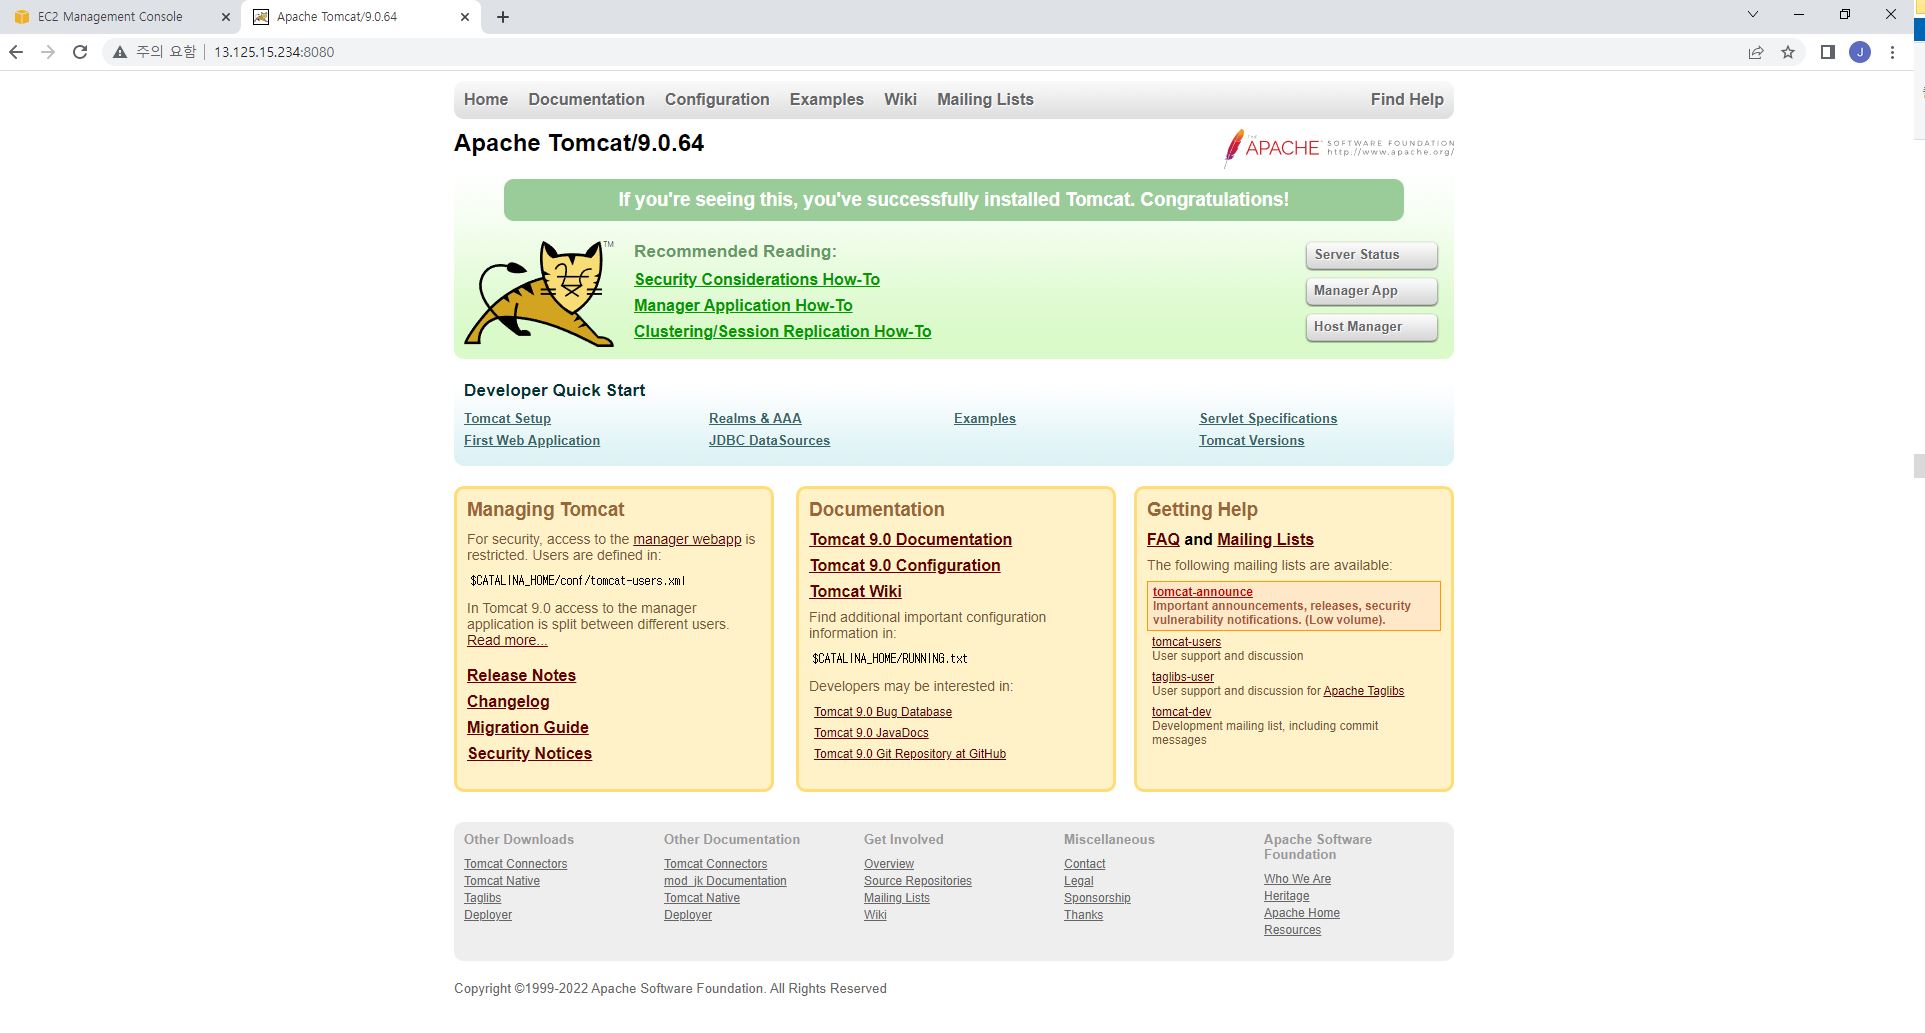 EC2 Management Console
Apache Tomcat/9.0.64
주의 요함 | 13.125.15.234:8080
J
Home Documentation Configuration Examples Wiki Mailing Lists Find Help
Apache Tomcat/9.0.64
THE
APACHE SOFTWARE FOUNDATION
http://www.apache.org/
If you're seeing this, you've successfully installed Tomcat. Congratulations!
TM
Recommended Reading:
Security Considerations How-To
Manager Application How-To
Clustering/Session Replication How-To
Server Status
Manager App
Host Manager
Developer Quick Start
Tomcat Setup Realms & AAA Examples Servlet Specifications
First Web Application JDBC DataSources Tomcat Versions
Managing Tomcat
For security, access to the manager webapp is
restricted. Users are defined in:
$CATALINA_HOME/conf/tomcat-users.xml
In Tomcat 9.0 access to the manager
application is split between different users.
Read more...
Release Notes
Changelog
Migration Guide
Security Notices
Documentation
Tomcat 9.0 Documentation
Tomcat 9.0 Configuration
Tomcat Wiki
Find additional important configuration
information in:
$CATALINA_HOME/RUNNING.txt
Developers may be interested in:
Tomcat 9.0 Bug Database
Tomcat 9.0 JavaDocs
Tomcat 9.0 Git Repository at GitHub
Getting Help
FAQ and Mailing Lists
The following mailing lists are available:
tomcat-announce
Important announcements, releases, security
vulnerability notifications. (Low volume).
tomcat-users
User support and discussion
taglibs-user
User support and discussion for Apache Taglibs
tomcat-dev
Development mailing list, including commit
messages
Other Downloads
Tomcat Connectors
Tomcat Native
Taglibs
Deployer
Other Documentation
Tomcat Connectors
mod_jk Documentation
Tomcat Native
Deployer
Get Involved
Overview
Source Repositories
Mailing Lists
Wiki
Miscellaneous
Contact
Legal
Sponsorship
Thanks
Apache Software
Foundation
Who We Are
Heritage
Apache Home
Resources
Copyright ©1999-2022 Apache Software Foundation. All Rights Reserved